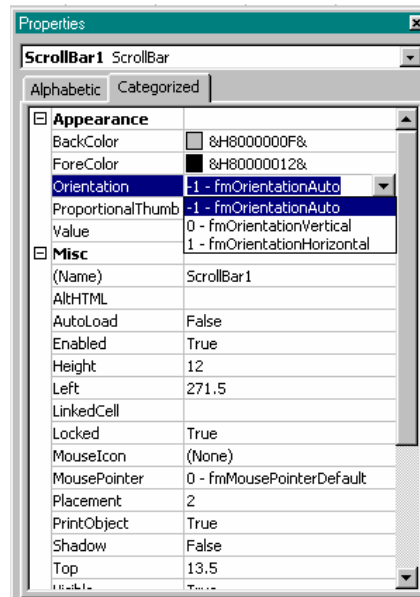 Properties
ScrollBar1 ScrollBar
Alphabetic Categorized
Appearance
BackColor &H8000000F&
ForeColor &H80000012&
Orientation -1 - fmOrientationAuto
ProportionalThumb -1 - fmOrientationAuto
Value 0 - fmOrientationVertical
1 - fmOrientationHorizontal
Misc
(Name) ScrollBar1
AltHTML
AutoLoad False
Enabled True
Height 12
Left 271.5
LinkedCell
Locked True
MouseIcon (None)
MousePointer 0 - fmMousePointerDefault
Placement 2
PrintObject True
Shadow False
Top 13.5